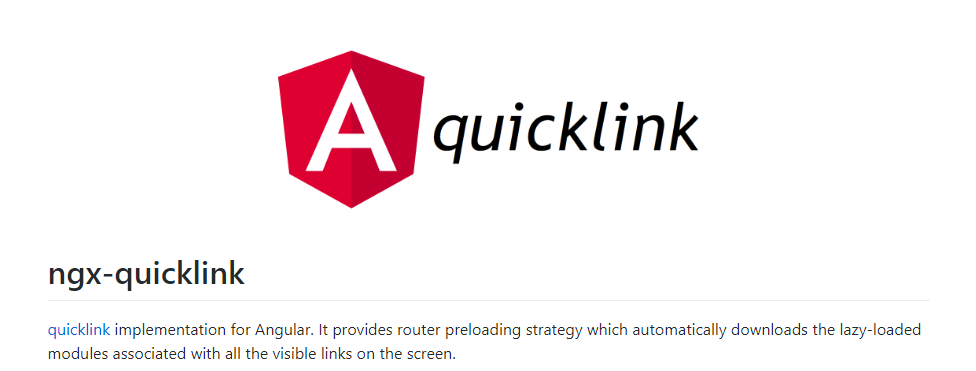 A quicklink
ngx-quicklink
quicklink implementation for Angular. It provides router preloading strategy which automatically downloads the lazy-loaded
modules associated with all the visible links on the screen.